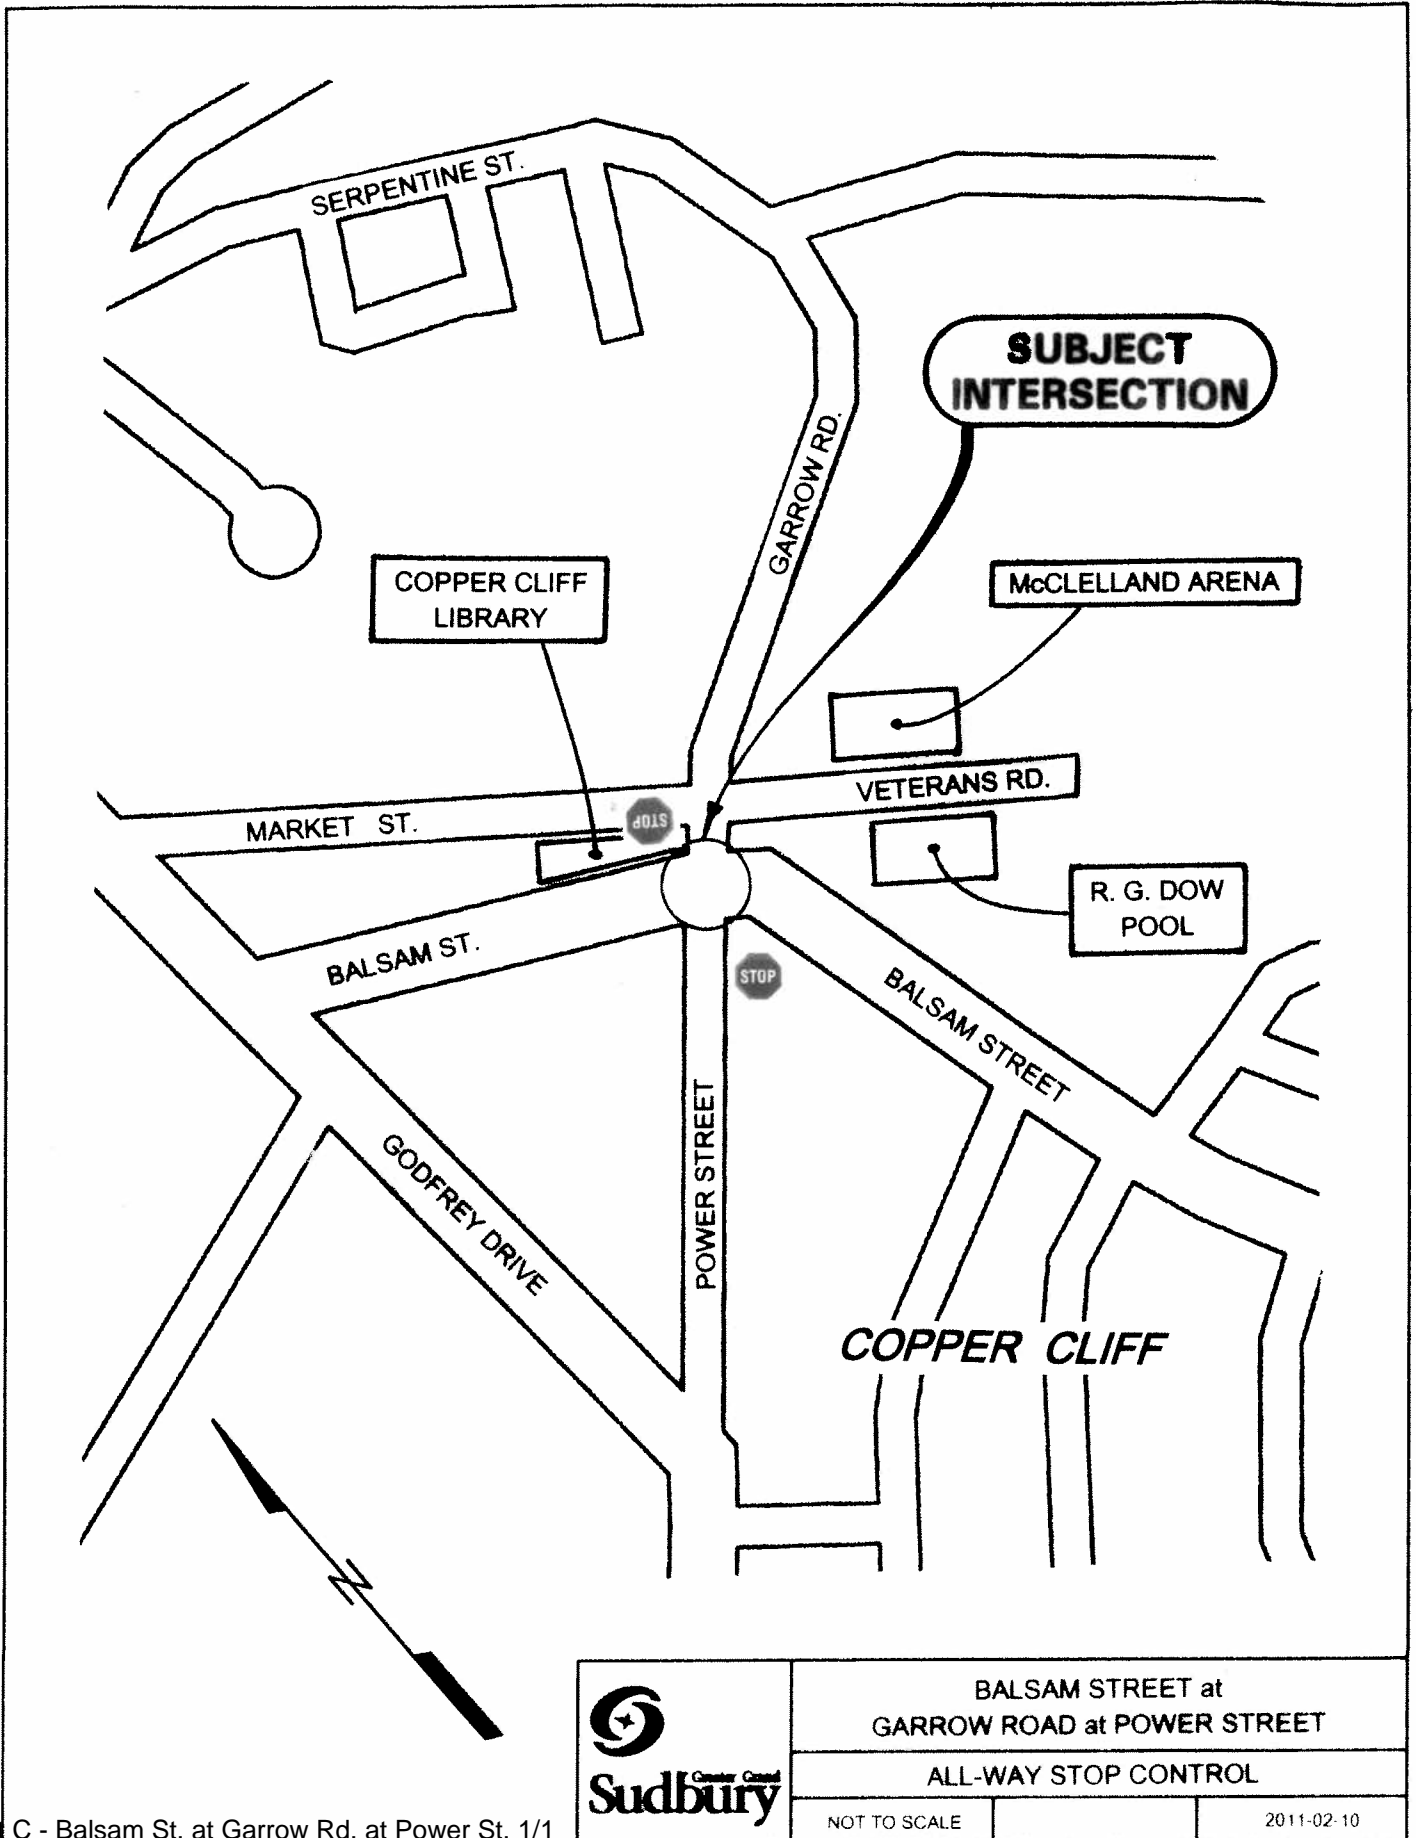 SERPENTINE ST.
SUBJECT
INTERSECTION
GARROW RD.
COPPER CLIFF
LIBRARY
McCLELLAND ARENA
VETERANS RD.
MARKET ST.
STOP
R. G. DOW
POOL
BALSAM ST.
STOP
BALSAM STREET
POWER STREET
GODFREY DRIVE
COPPER CLIFF
N
BALSAM STREET at
GARROW ROAD at POWER STREET
Greater Grand
Sudbury
ALL-WAY STOP CONTROL
NOT TO SCALE
2011-02-10
C - Balsam St. at Garrow Rd. at Power St. 1/1